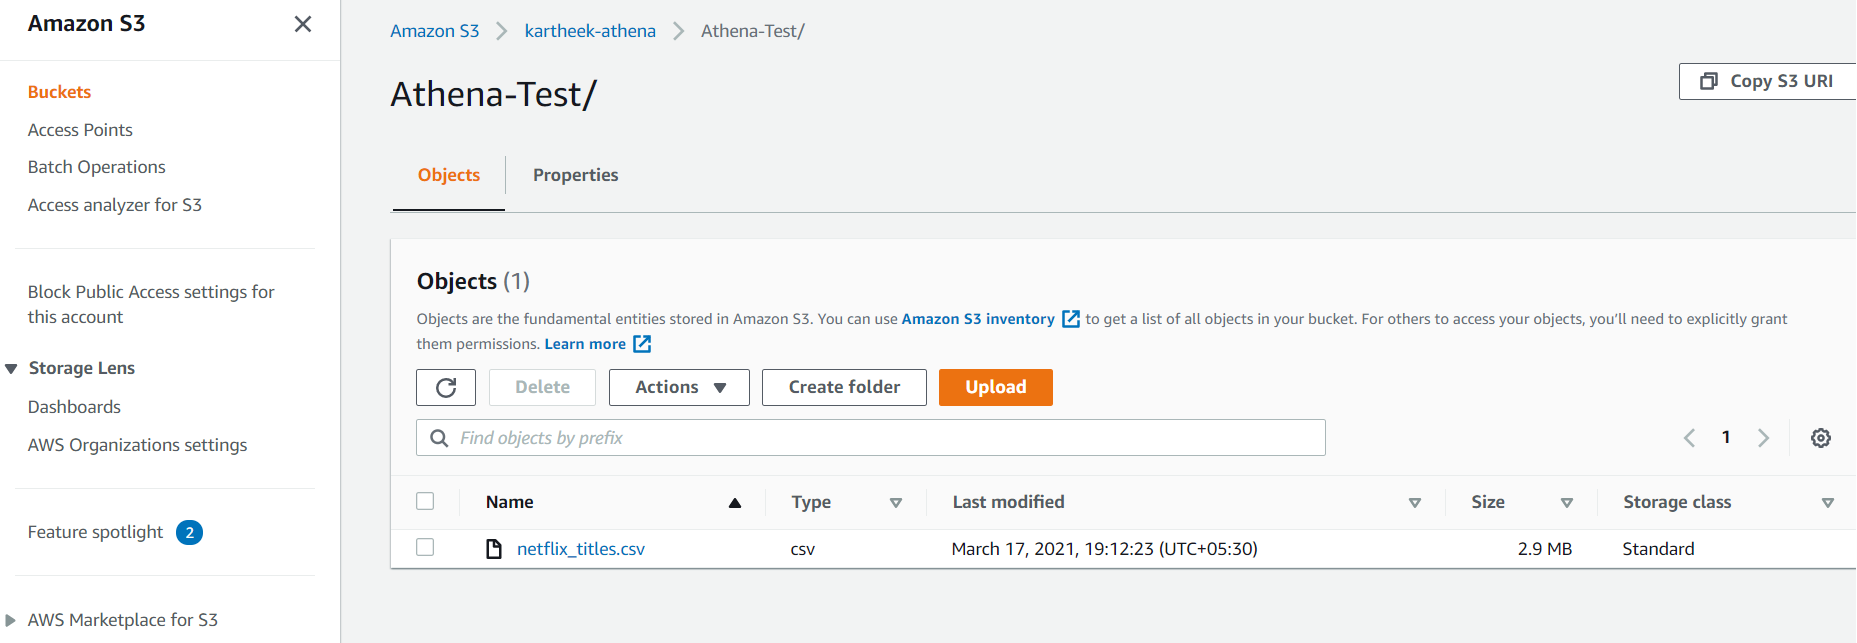 Amazon S3
Buckets
Access Points
Batch Operations
Access analyzer for S3
Block Public Access settings for
this account
Storage Lens
Dashboards
AWS Organizations settings
Feature spotlight 2
AWS Marketplace for S3
Amazon S3 kartheek-athena Athena-Test/
Athena-Test/
Copy S3 URI
Objects Properties
Objects (1)
Objects are the fundamental entities stored in Amazon S3. You can use Amazon S3 inventory to get a list of all objects in your bucket. For others to access your objects, you'll need to explicitly grant
them permissions. Learn more
Delete Actions Create folder Upload
Find objects by prefix 1
Name Type Last modified Size Storage class
netflix_titles.csv csv March 17, 2021, 19:12:23 (UTC+05:30) 2.9 MB Standard